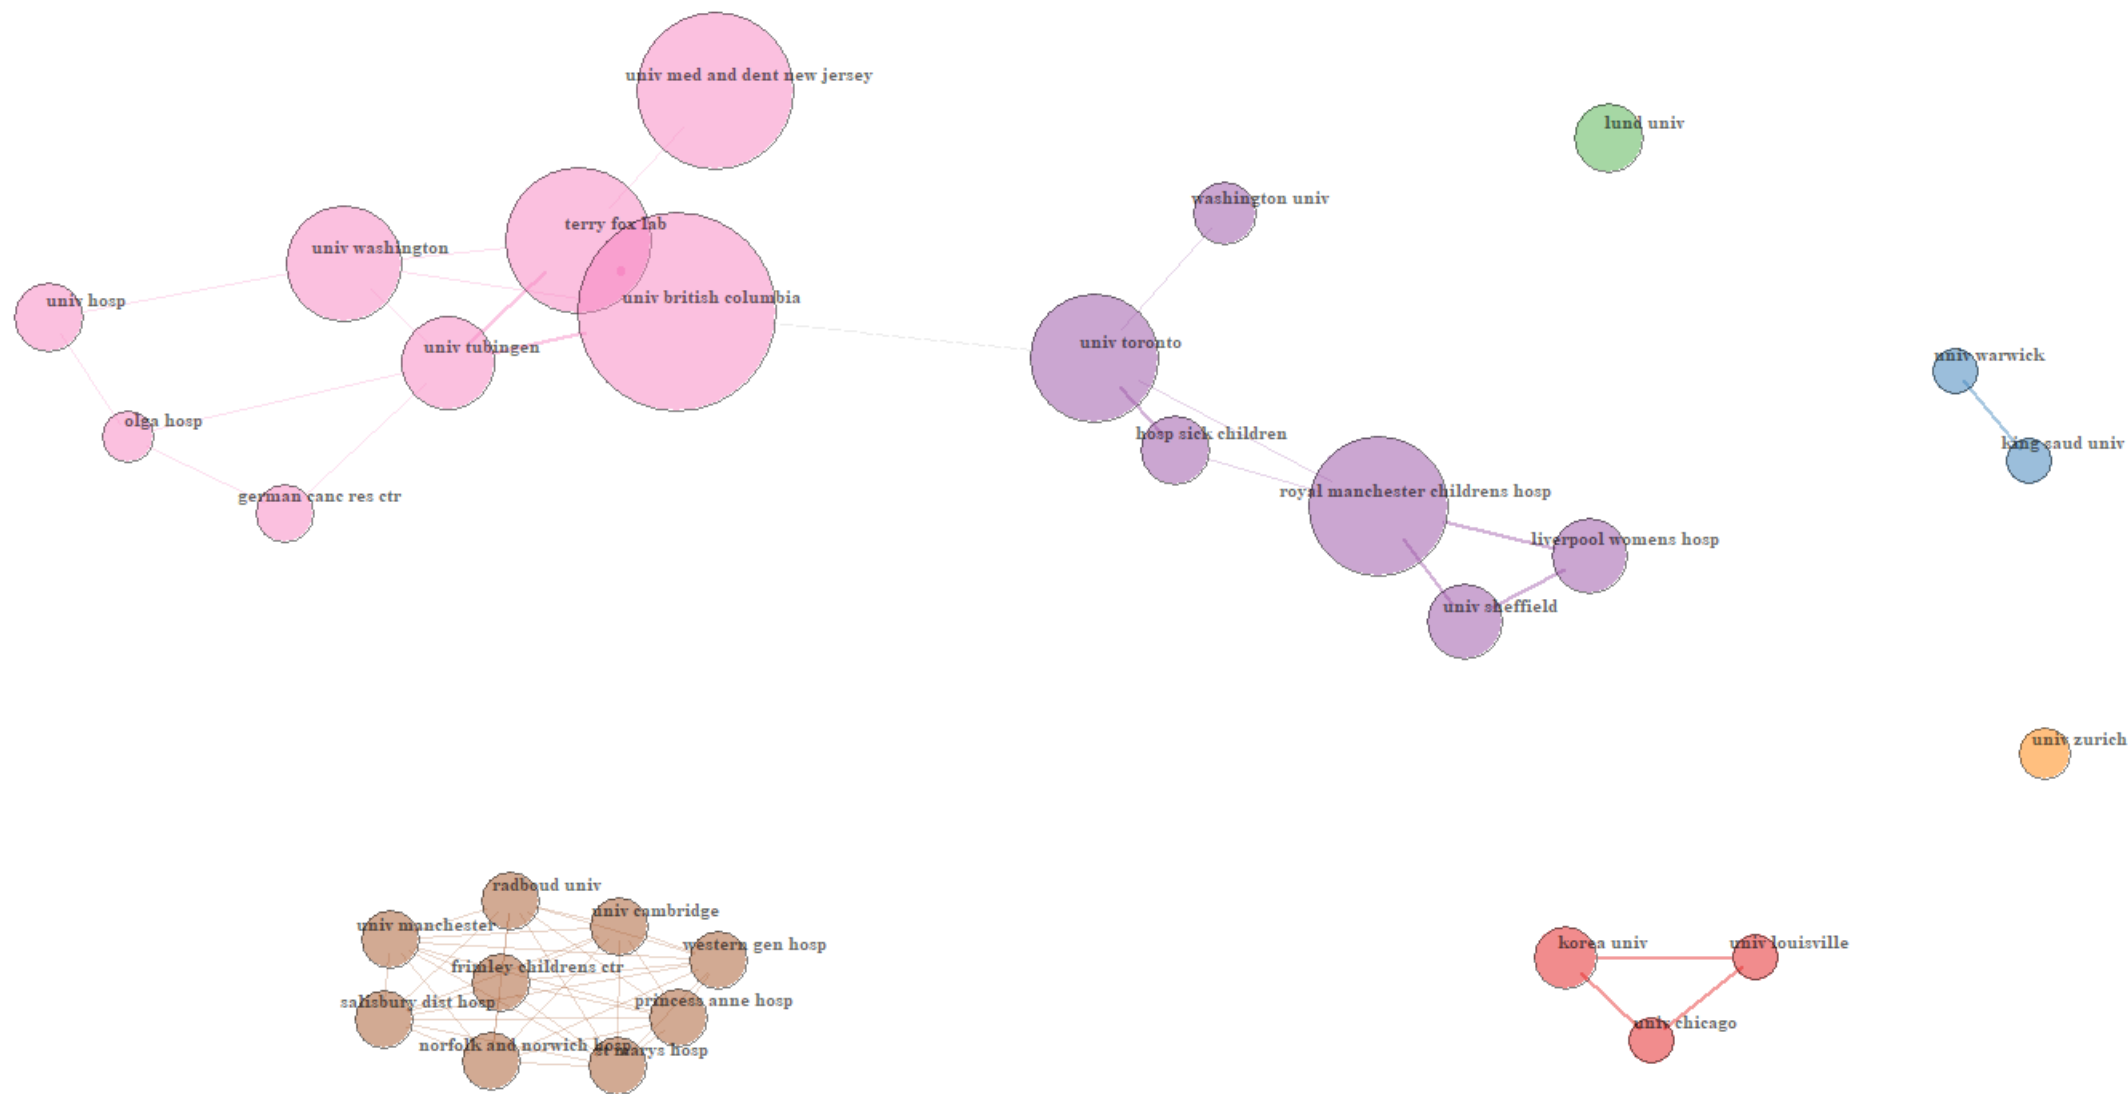 univ med and dent new jersey
lund univ
washington univ
terry fox lab
univ washington
univ hosp
univ british columbia
univ toronto
univ tubingen
univ warwick
olga hosp
hosp sick children
king saud univ
german canc res ctr
royal manchester childrens hosp
liverpool womens hosp
univ sheffield
univ zurich
radboud univ
univ cambridge
univ manchester
western gen hosp
korea univ
univ louisville
frimley childrens ctr
salisbury dist hosp
princess anne hosp
univ chicago
norfolk and norwich hosp
st marys hosp